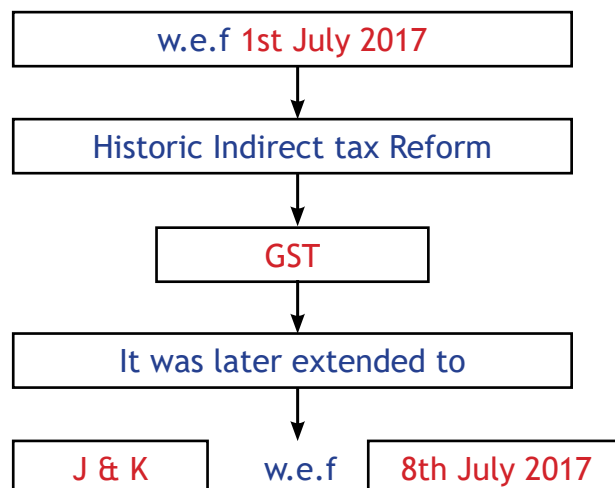 w.e.f 1st July 2017
Historic Indirect tax Reform
GST
It was later extended to
J & K w.e.f 8th July 2017